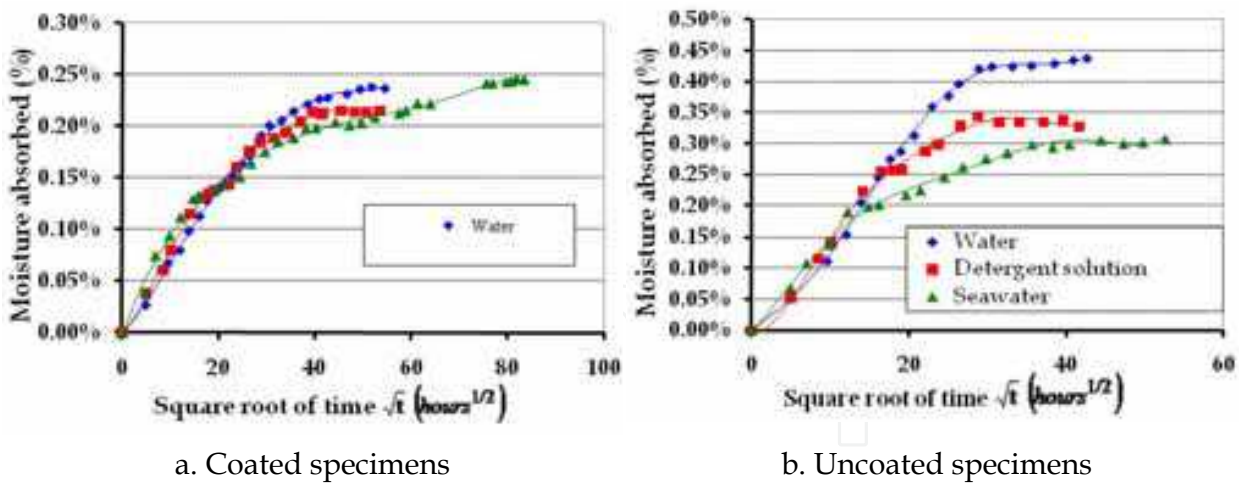 0.30%
0.25%
0.20%
0.15%
0.10%
0.05%
0.00%
Moisture absorbed (%)
Water
0 20 40 60 80 100
Square root of time √t (hours^1/2)
a. Coated specimens
0.50%
0.45%
0.40%
0.35%
0.30%
0.25%
0.20%
0.15%
0.10%
0.05%
0.00%
Moisture absorbed (%)
Water
Detergent solution
Seawater
0 20 40 60
Square root of time √t (hours^1/2)
b. Uncoated specimens